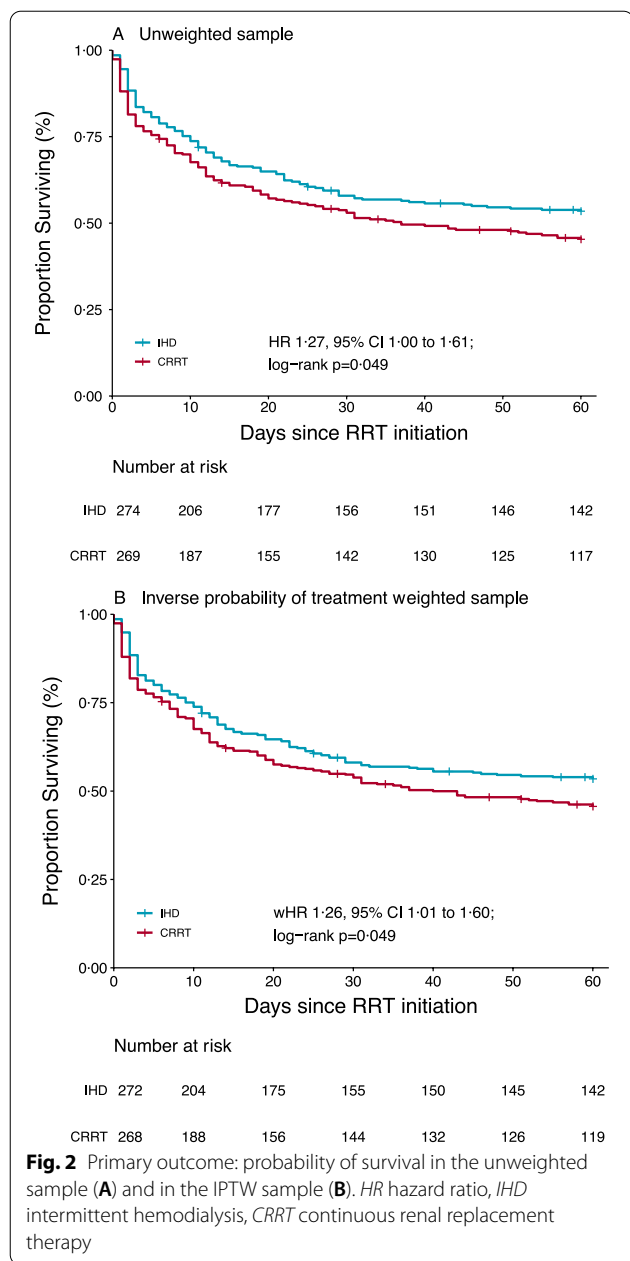 A Unweighted sample
1·00
0·75
0·50
0·25
0·00
Proportion Surviving (%)
IHD
CRRT
HR 1·27, 95% CI 1·00 to 1·61;
log−rank p=0·049
0 10 20 30 40 50 60
Days since RRT initiation
Number at risk
IHD 274 206 177 156 151 146 142
CRRT 269 187 155 142 130 125 117
B Inverse probability of treatment weighted sample
1·00
0·75
0·50
0·25
0·00
Proportion Surviving (%)
IHD
CRRT
wHR 1·26, 95% CI 1·01 to 1·60;
log−rank p=0·049
0 10 20 30 40 50 60
Days since RRT initiation
Number at risk
IHD 272 204 175 155 150 145 142
CRRT 268 188 156 144 132 126 119
Fig. 2 Primary outcome: probability of survival in the unweighted
sample (A) and in the IPTW sample (B). HR hazard ratio, IHD
intermittent hemodialysis, CRRT continuous renal replacement
therapy